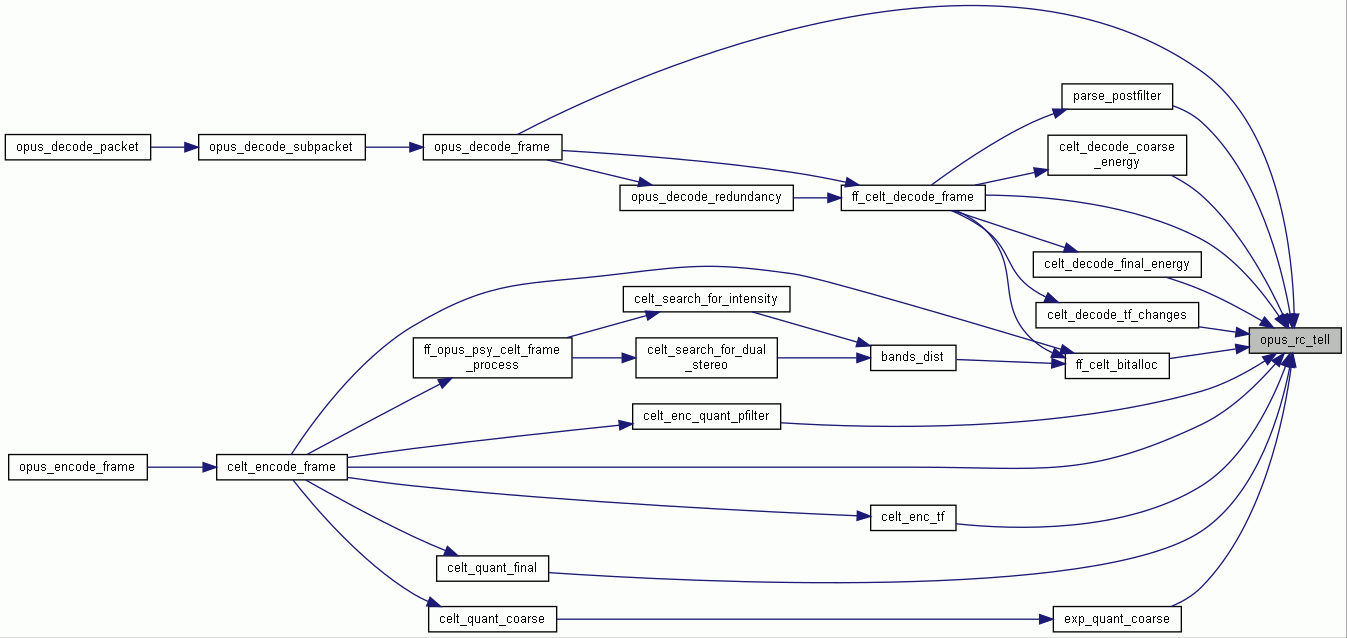 parse_postfilter
opus_decode_packet
opus_decode_subpacket
opus_decode_frame
celt_decode_coarse
_energy
opus_decode_redundancy
ff_celt_decode_frame
celt_decode_final_energy
celt_search_for_intensity
celt_decode_tf_changes
opus_rc_tell
ff_opus_psy_celt_frame
_process
celt_search_for_dual
_stereo
bands_dist
ff_celt_bitalloc
celt_enc_quant_pfilter
opus_encode_frame
celt_encode_frame
celt_enc_tf
celt_quant_final
celt_quant_coarse
exp_quant_coarse